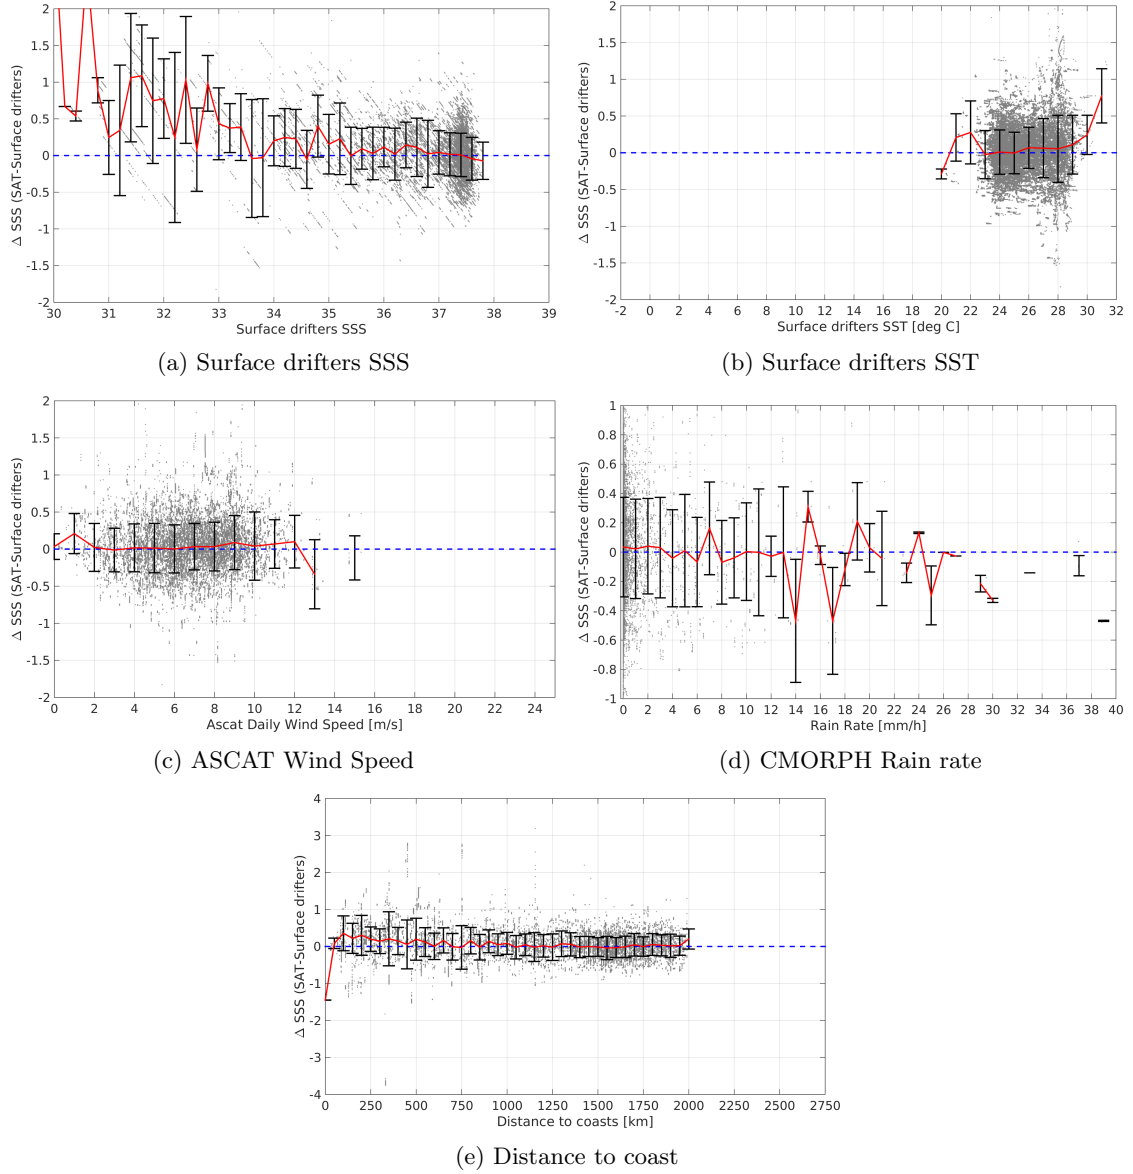 2
1.5
1
0.5
0
-0.5
-1
-1.5
-2
Δ SSS (SAT-Surface drifters)
30 31 32 33 34 35 36 37 38 39
Surface drifters SSS
(a) Surface drifters SSS
2
1.5
1
0.5
0
-0.5
-1
-1.5
-2
Δ SSS (SAT-Surface drifters)
-2 0 2 4 6 8 10 12 14 16 18 20 22 24 26 28 30 32
Surface drifters SST [deg C]
(b) Surface drifters SST
2
1.5
1
0.5
0
-0.5
-1
-1.5
-2
Δ SSS (SAT-Surface drifters)
0 2 4 6 8 10 12 14 16 18 20 22 24
Ascat Daily Wind Speed [m/s]
(c) ASCAT Wind Speed
1
0.8
0.6
0.4
0.2
0
-0.2
-0.4
-0.6
-0.8
-1
Δ SSS (SAT-Surface drifters)
0 2 4 6 8 10 12 14 16 18 20 22 24 26 28 30 32 34 36 38 40
Rain Rate [mm/h]
(d) CMORPH Rain rate
4
3
2
1
0
-1
-2
-3
-4
Δ SSS (SAT-Surface drifters)
0 250 500 750 1000 1250 1500 1750 2000 2250 2500 2750
Distance to coasts [km]
(e) Distance to coast